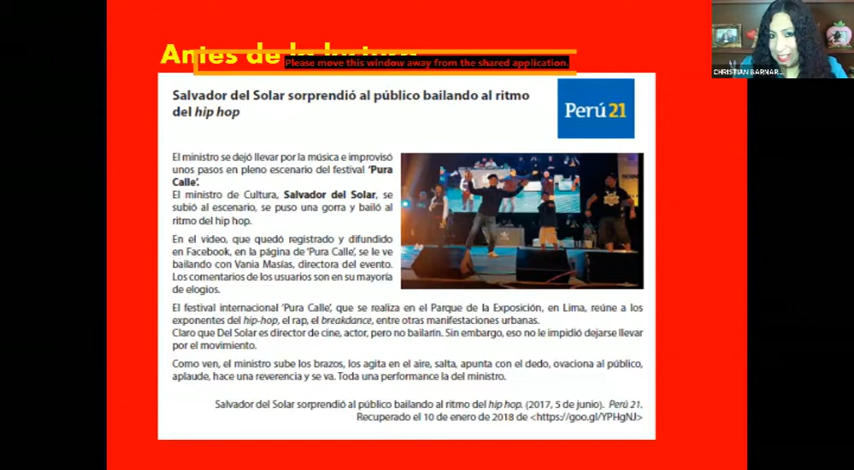 Antes de la lectura
Please move this window away from the shared application.
CHRISTIAN BARNAR...
Salvador del Solar sorprendió al público bailando al ritmo
del hip hop
Perú21
El ministro se dejó llevar por la música e improvisó
unos pasos en pleno escenario del festival ‘Pura
Calle’.
El ministro de Cultura, Salvador del Solar, se
subió al escenario, se puso una gorra y bailó al
ritmo del hip hop.
En el video, que quedó registrado y difundido
en Facebook, en la página de ‘Pura Calle’, se le ve
bailando con Vania Masías, directora del evento.
Los comentarios de los usuarios son en su mayoría
de elogios.
El festival internacional ‘Pura Calle’, que se realiza en el Parque de la Exposición, en Lima, reúne a los
exponentes del hip-hop, el rap, el breakdance, entre otras manifestaciones urbanas.
Claro que Del Solar es director de cine, actor, pero no bailarín. Sin embargo, eso no le impidió dejarse llevar
por el movimiento.
Como ven, el ministro sube los brazos, los agita en el aire, salta, apunta con el dedo, ovaciona al público,
aplaude, hace una reverencia y se va. Toda una performance la del ministro.
Salvador del Solar sorprendió al público bailando al ritmo del hip hop. (2017, 5 de junio). Perú 21.
Recuperado el 10 de enero de 2018 de <https://goo.gl/YPHgNJ>